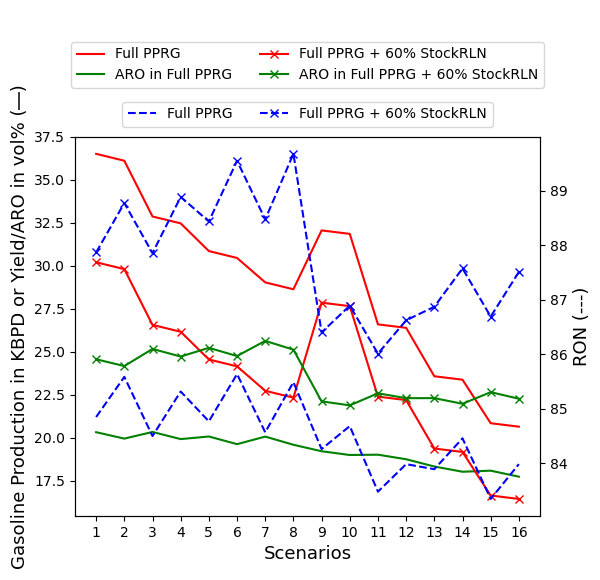 Full PPRG
Full PPRG + 60% StockRLN
ARO in Full PPRG
ARO in Full PPRG + 60% StockRLN
Full PPRG
Full PPRG + 60% StockRLN
Gasoline Production in KBPD or Yield/ARO in vol% (—)
37.5
35.0
32.5
30.0
27.5
25.0
22.5
20.0
17.5
89
88
87
86
85
84
RON (---)
1 2 3 4 5 6 7 8 9 10 11 12 13 14 15 16
Scenarios